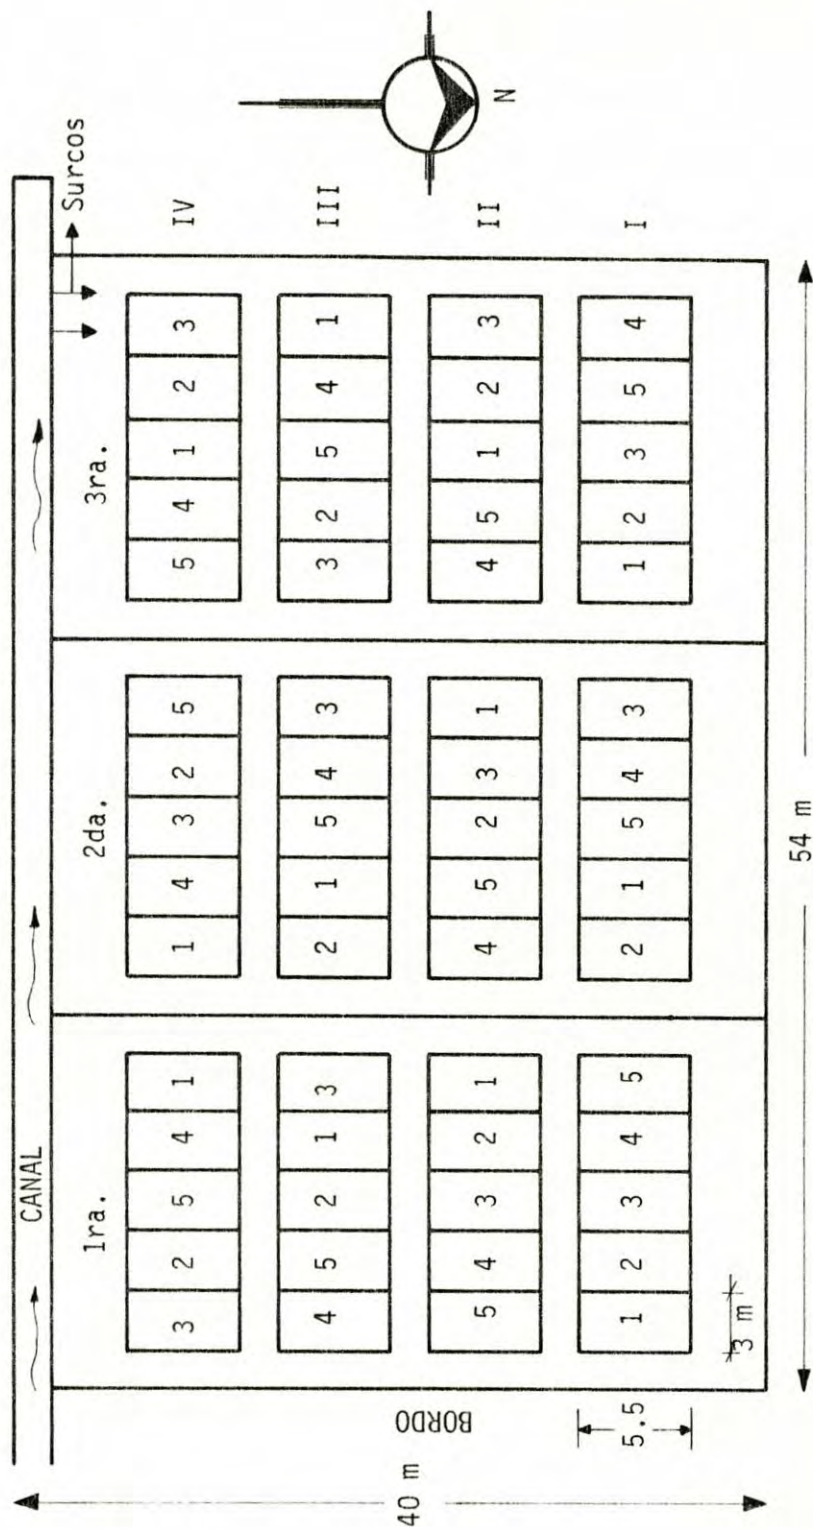 CANAL
Surcos
1ra. 2da. 3ra.
3 2 5 4 1 1 4 3 2 5 5 4 1 2 3 IV
4 5 2 1 3 2 1 5 4 3 3 2 5 4 1 III
5 4 3 2 1 4 5 2 3 1 4 5 1 2 3 II
1 2 3 4 5 2 1 5 4 3 1 2 3 5 4 I
N
BORDO
40 m
5.5
3 m
54 m